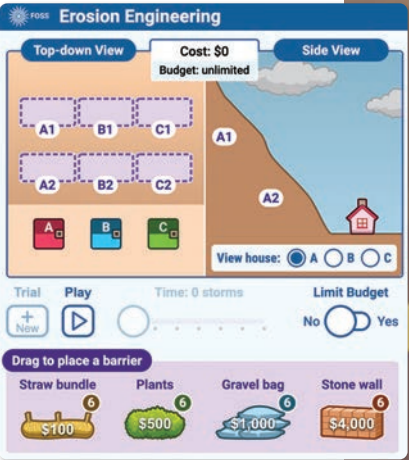 FOSS Erosion Engineering
Top-down View
Cost: $0
Budget: unlimited
Side View
A1 B1 C1
A2 B2 C2
A B C
A1
A2
View house: A B C
Trial
+
New
Play
Time: 0 storms
Limit Budget
No Yes
Drag to place a barrier
Straw bundle
6
$100
Plants
6
$500
Gravel bag
6
$1,000
Stone wall
6
$4,000